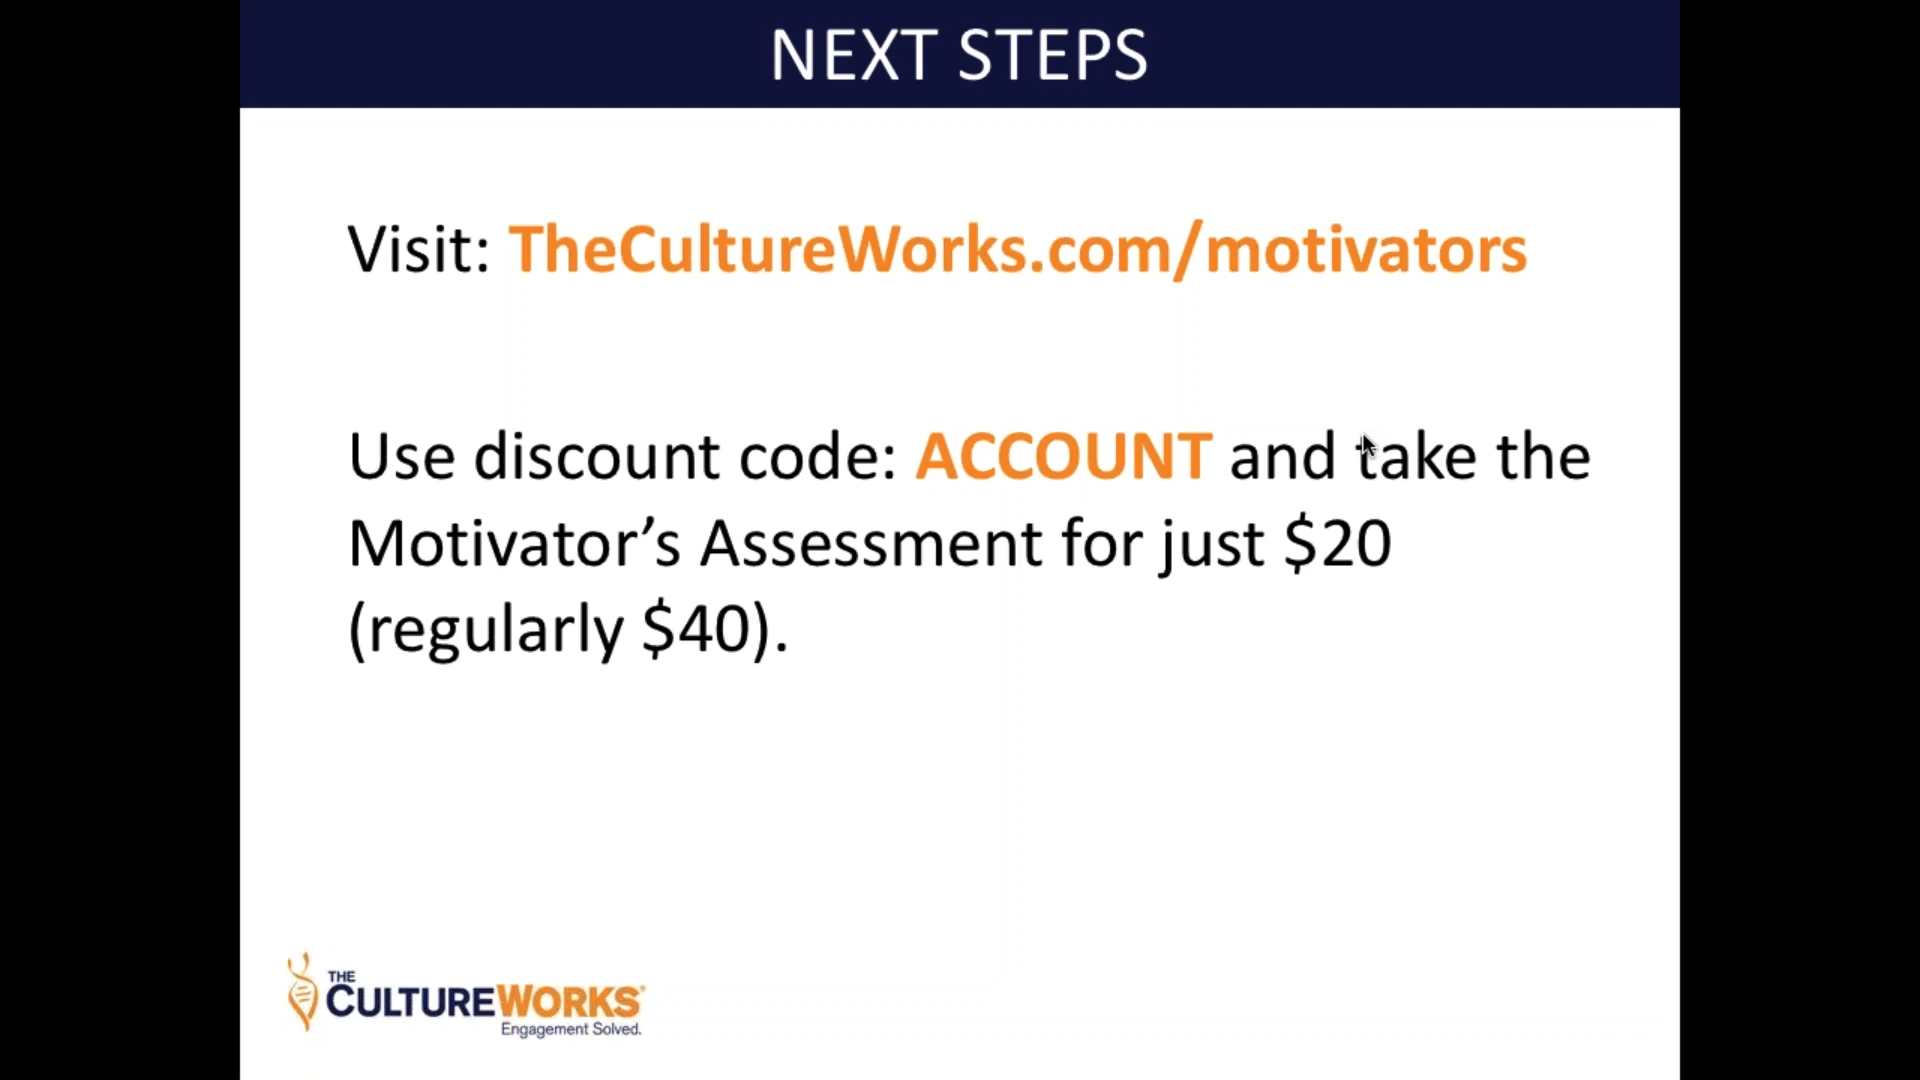 NEXT STEPS
Visit: TheCultureWorks.com/motivators
Use discount code: ACCOUNT and take the
Motivator’s Assessment for just $20
(regularly $40).
THE
CULTUREWORKS®
Engagement Solved.